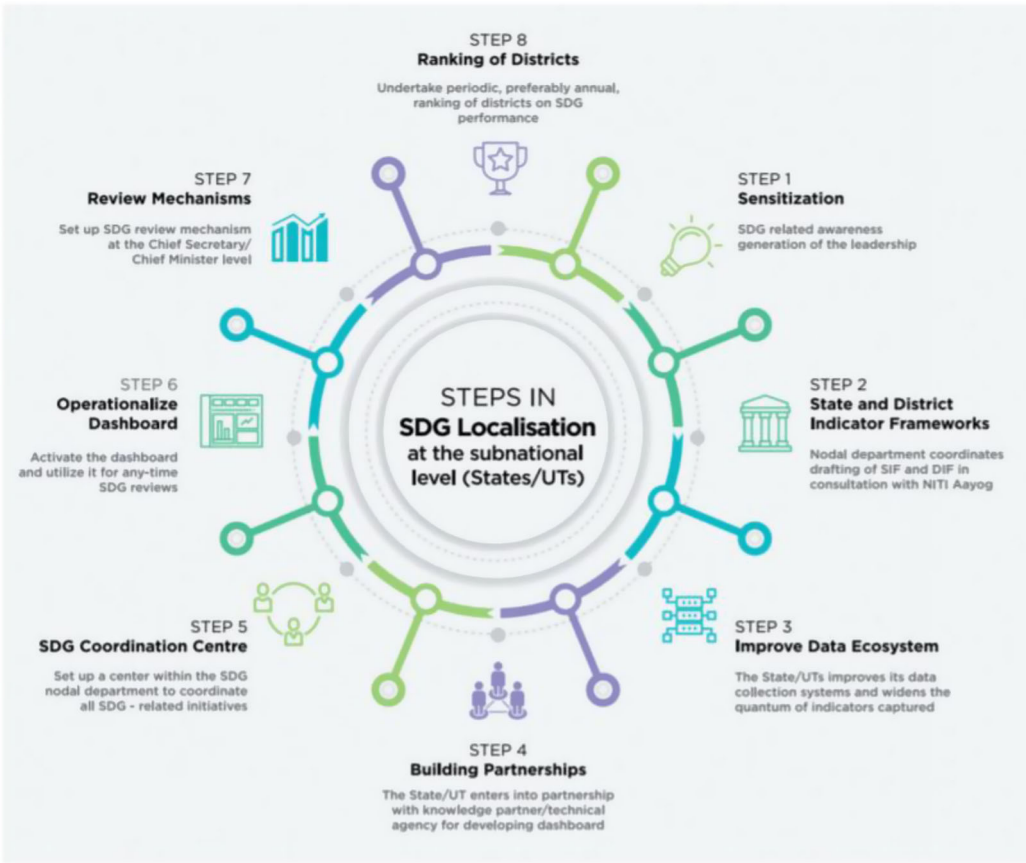 STEPS IN
SDG Localisation
at the subnational
level (States/UTs)
STEP 1
Sensitization
SDG related awareness
generation of the leadership
STEP 2
State and District
Indicator Frameworks
Nodal department coordinates
drafting of SIF and DIF in
consultation with NITI Aayog
STEP 3
Improve Data Ecosystem
The State/UTs improves its data
collection systems and widens the
quantum of indicators captured
STEP 4
Building Partnerships
The State/UT enters into partnership
with knowledge partner/technical
agency for developing dashboard
STEP 5
SDG Coordination Centre
Set up a center within the SDG
nodal department to coordinate
all SDG - related initiatives
STEP 6
Operationalize
Dashboard
Activate the dashboard
and utilize it for any-time
SDG reviews
STEP 7
Review Mechanisms
Set up SDG review mechanism
at the Chief Secretary/
Chief Minister level
STEP 8
Ranking of Districts
Undertake periodic, preferably annual,
ranking of districts on SDG
performance